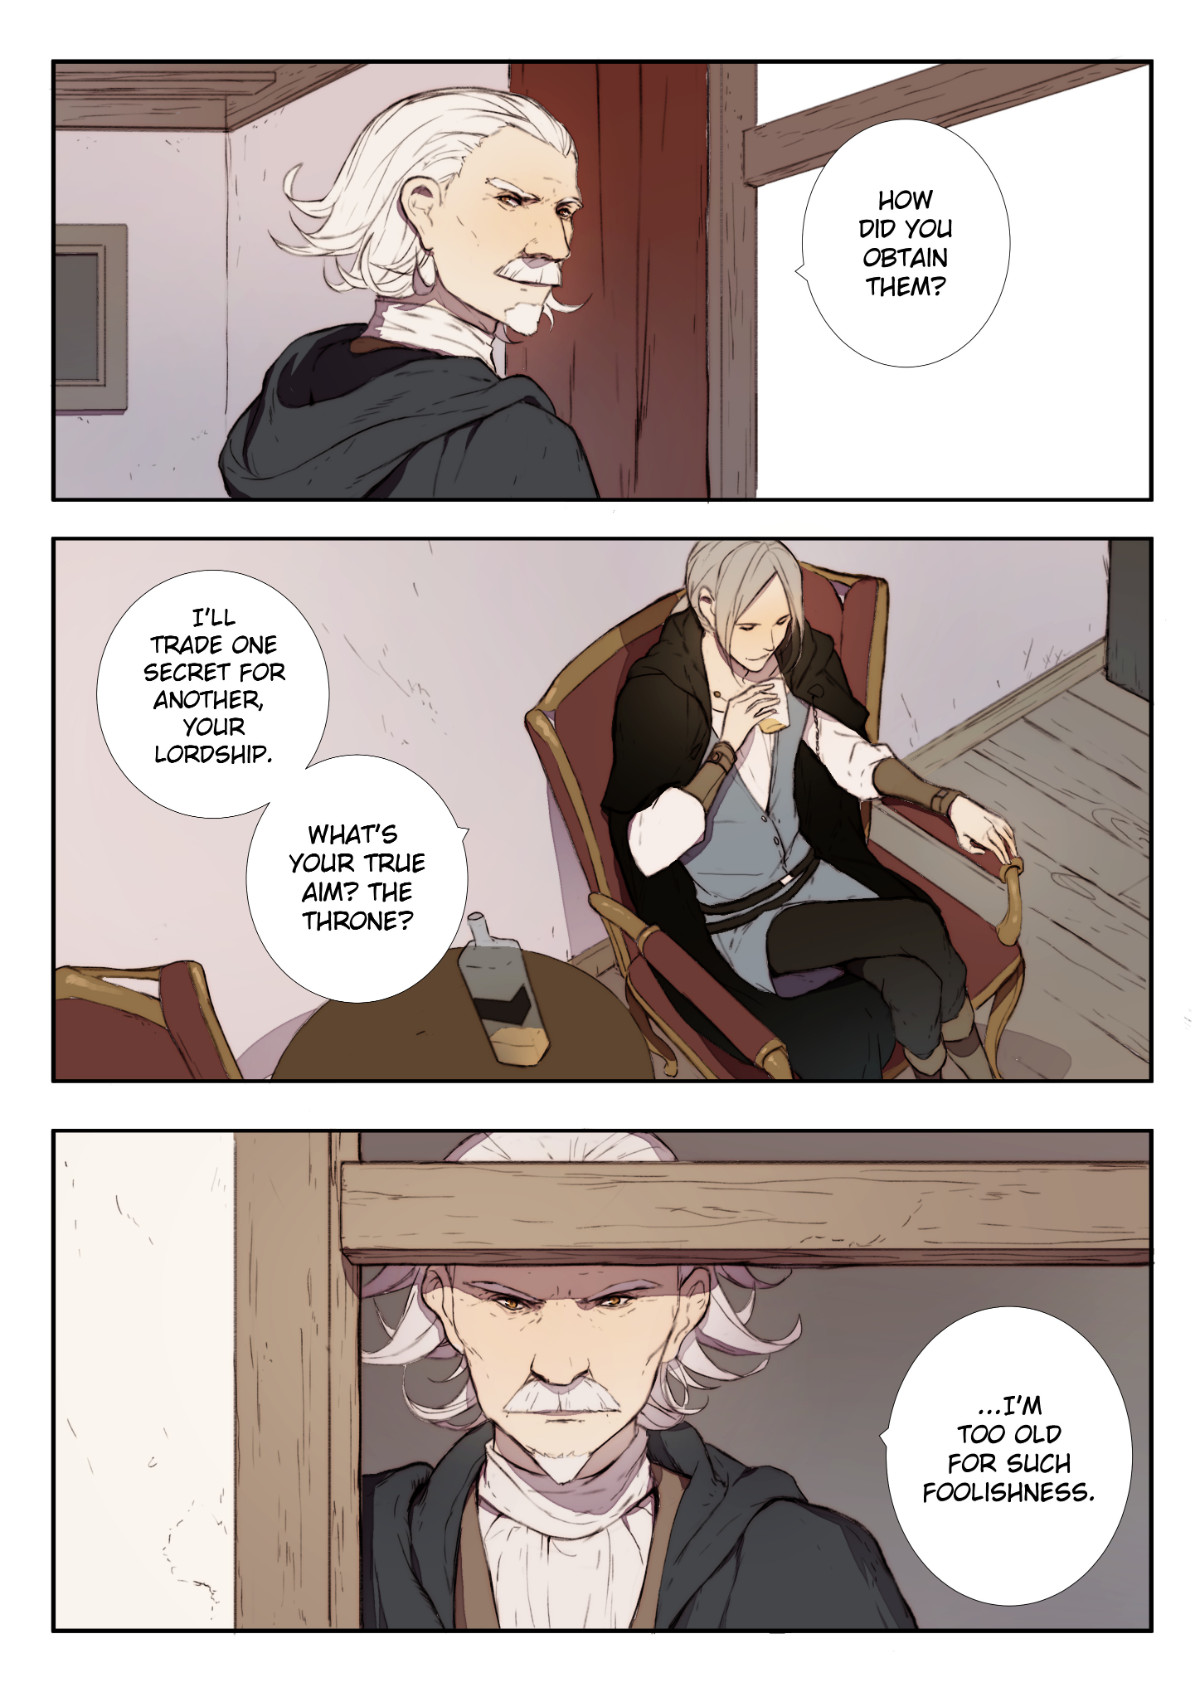 HOW
DID YOU
OBTAIN
THEM?
I'LL
TRADE ONE
SECRET FOR
ANOTHER,
YOUR
LORDSHIP.
WHAT'S
YOUR TRUE
AIM? THE
THRONE?
...I'M
TOO OLD
FOR SUCH
FOOLISHNESS.